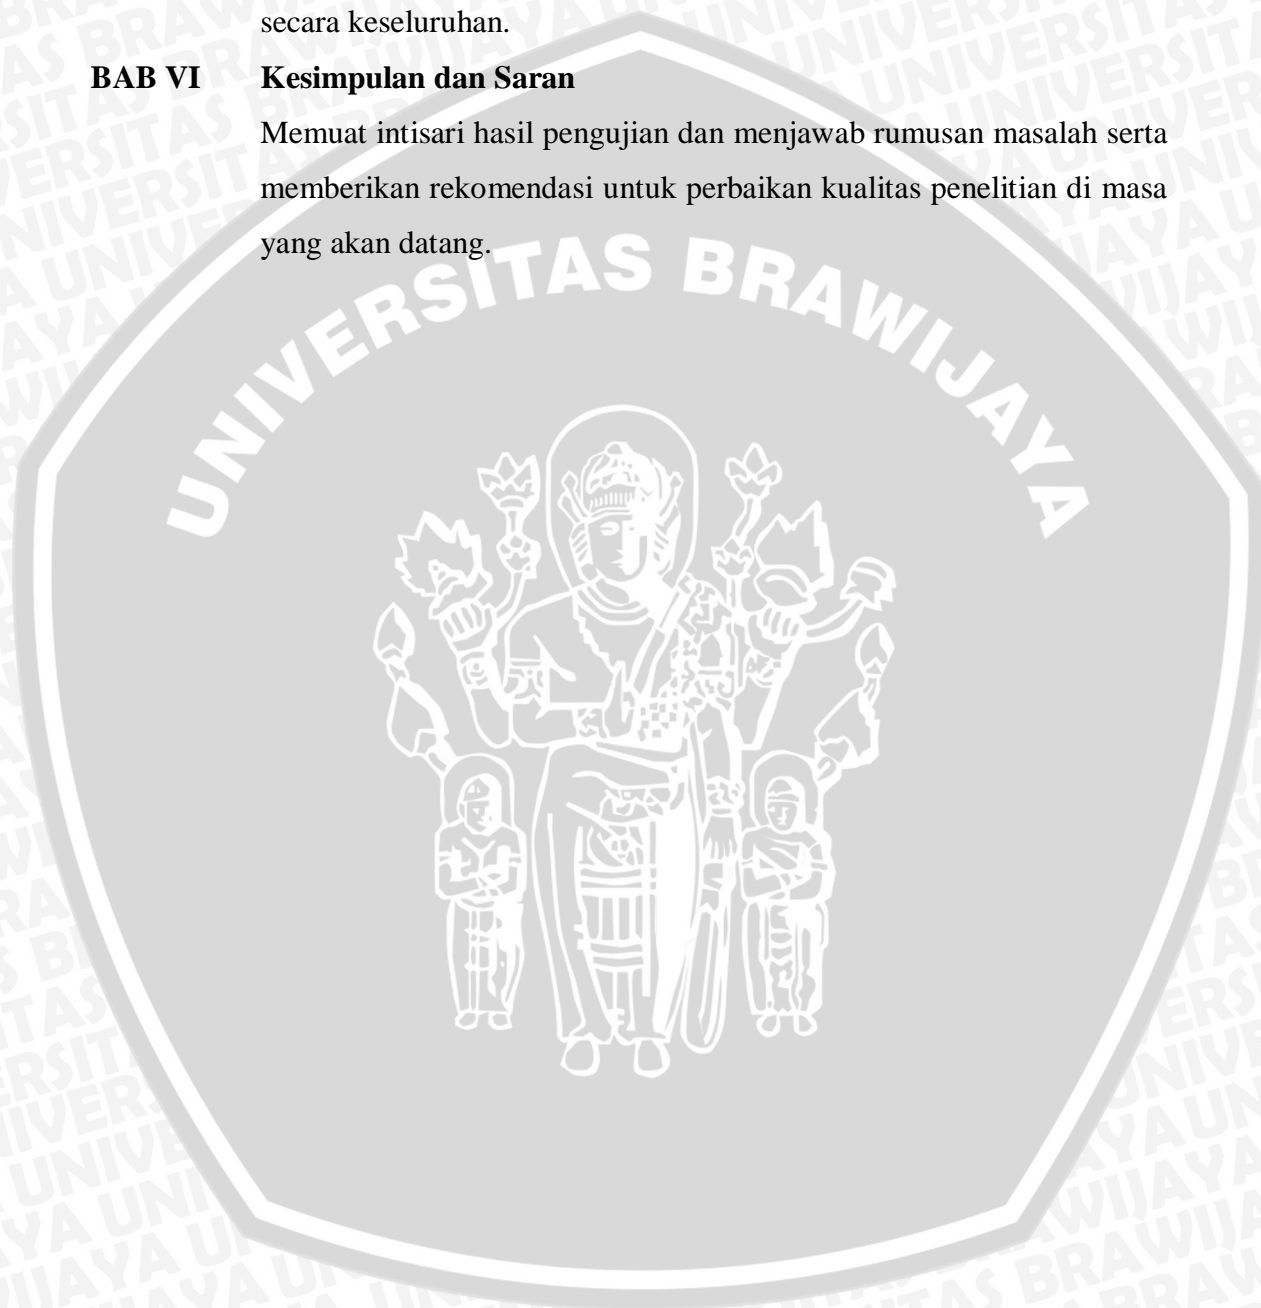 secara keseluruhan.
BAB VI Kesimpulan dan Saran
Memuat intisari hasil pengujian dan menjawab rumusan masalah serta
memberikan rekomendasi untuk perbaikan kualitas penelitian di masa
yang akan datang.
UNIVERSITAS BRAWIJAYA